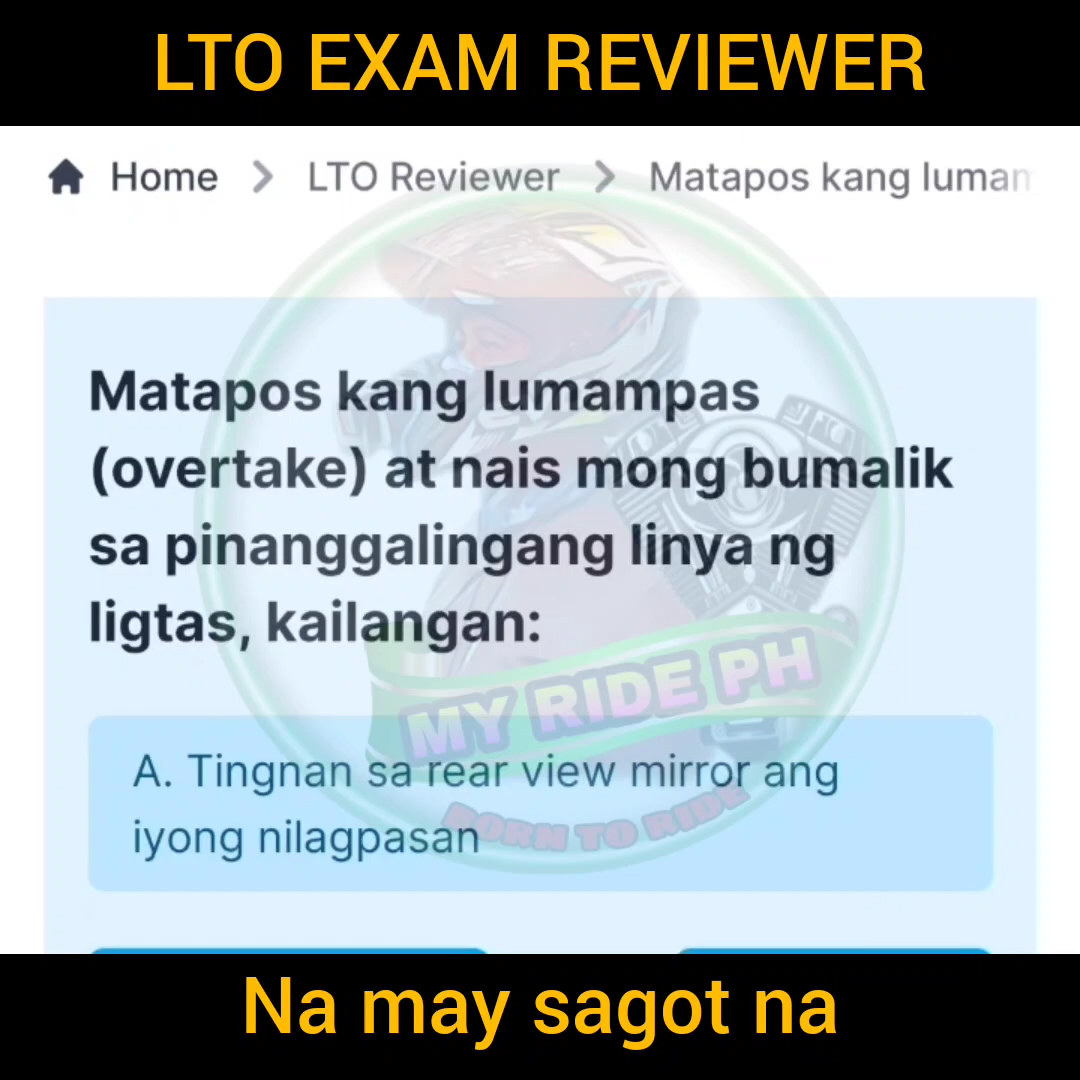 LTO EXAM REVIEWER
Home > LTO Reviewer > Matapos kang lumam
Matapos kang lumampas
(overtake) at nais mong bumalik
sa pinanggalingang linya ng
ligtas, kailangan:
MY RIDE PH
A. Tingnan sa rear view mirror ang
iyong nilagpasan
BORN TO RIDE
Na may sagot na